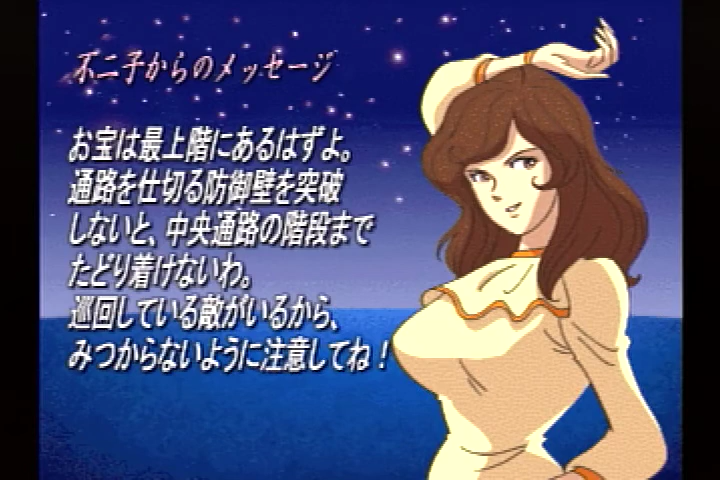 不二子からのメッセージ
お宝は最上階にあるはずよ。
通路を仕切る防御壁を突破
しないと、中央通路の階段まで
たどり着けないわ。
巡回している敵がいるから、
みつからないように注意してね！